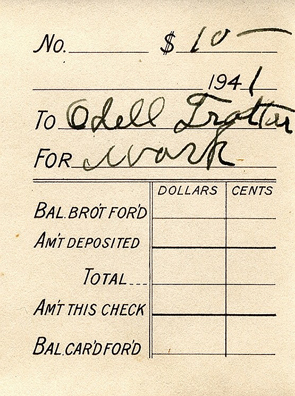 No. $ 10 —
1941
To Odell Trotter
FOR work
DOLLARS CENTS
BAL. BRO'T FOR'D
AM'T DEPOSITED
TOTAL
AM'T THIS CHECK
BAL. CAR'D FOR'D